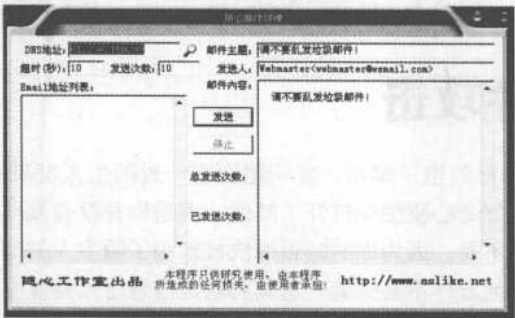 DNS地址:
邮件主题: 请不要乱发垃圾邮件!
超时(秒): 10 发送次数: 10
发送人: Webmaster<webmaster@wsmail.com>
Email地址列表:
邮件内容:
请不要乱发垃圾邮件!
发送
停止
总发送次数:
已发送次数:
随心工作室出品
本程序只供研究使用, 由本程序
所造成的任何损失, 由使用者承担!
http://www.nslike.net